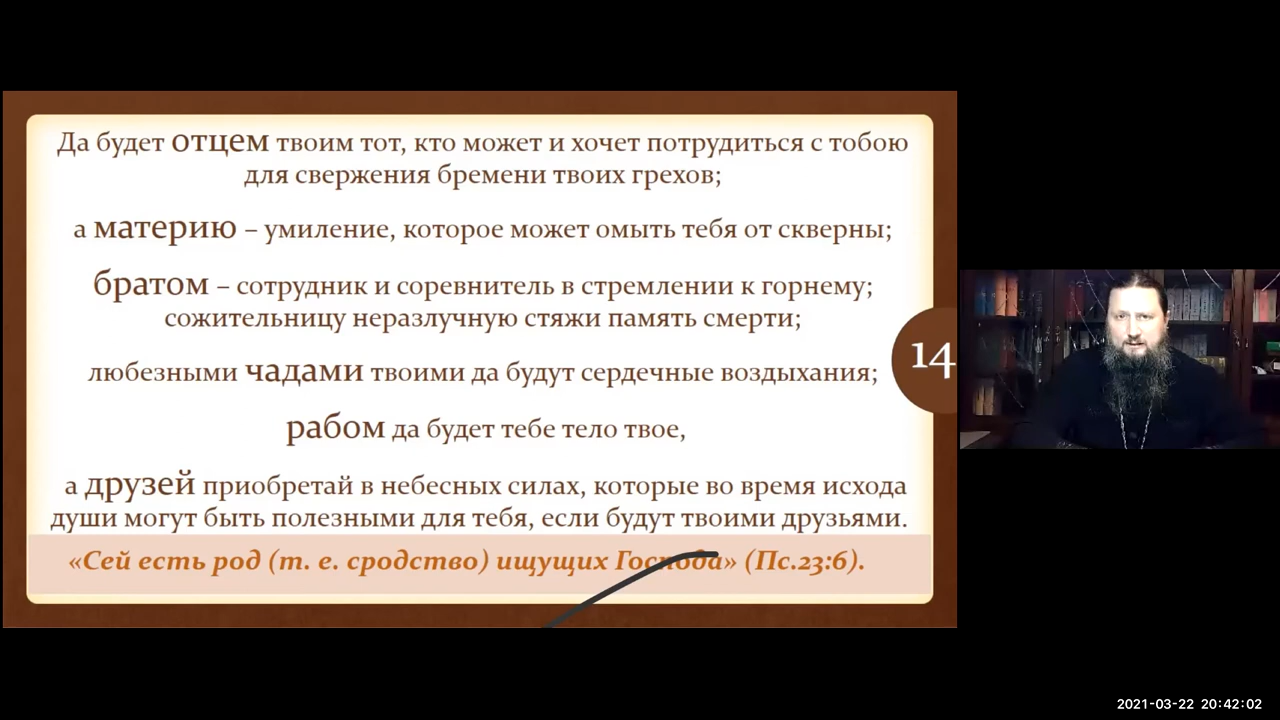 Да будет отцем твоим тот, кто может и хочет потрудиться с тобою
для свержения бремени твоих грехов;
а материю – умиление, которое может омыть тебя от скверны;
братом – сотрудник и соревнитель в стремлении к горнему;
сожительницу неразлучную стяжи память смерти;
любезными чадами твоими да будут сердечные воздыхания;
14
рабом да будет тебе тело твое,
а друзей приобретай в небесных силах, которые во время исхода
души могут быть полезными для тебя, если будут твоими друзьями.
«Сей есть род (т. е. сродство) ищущих Господа» (Пс.23:6).
2021-03-22 20:42:02